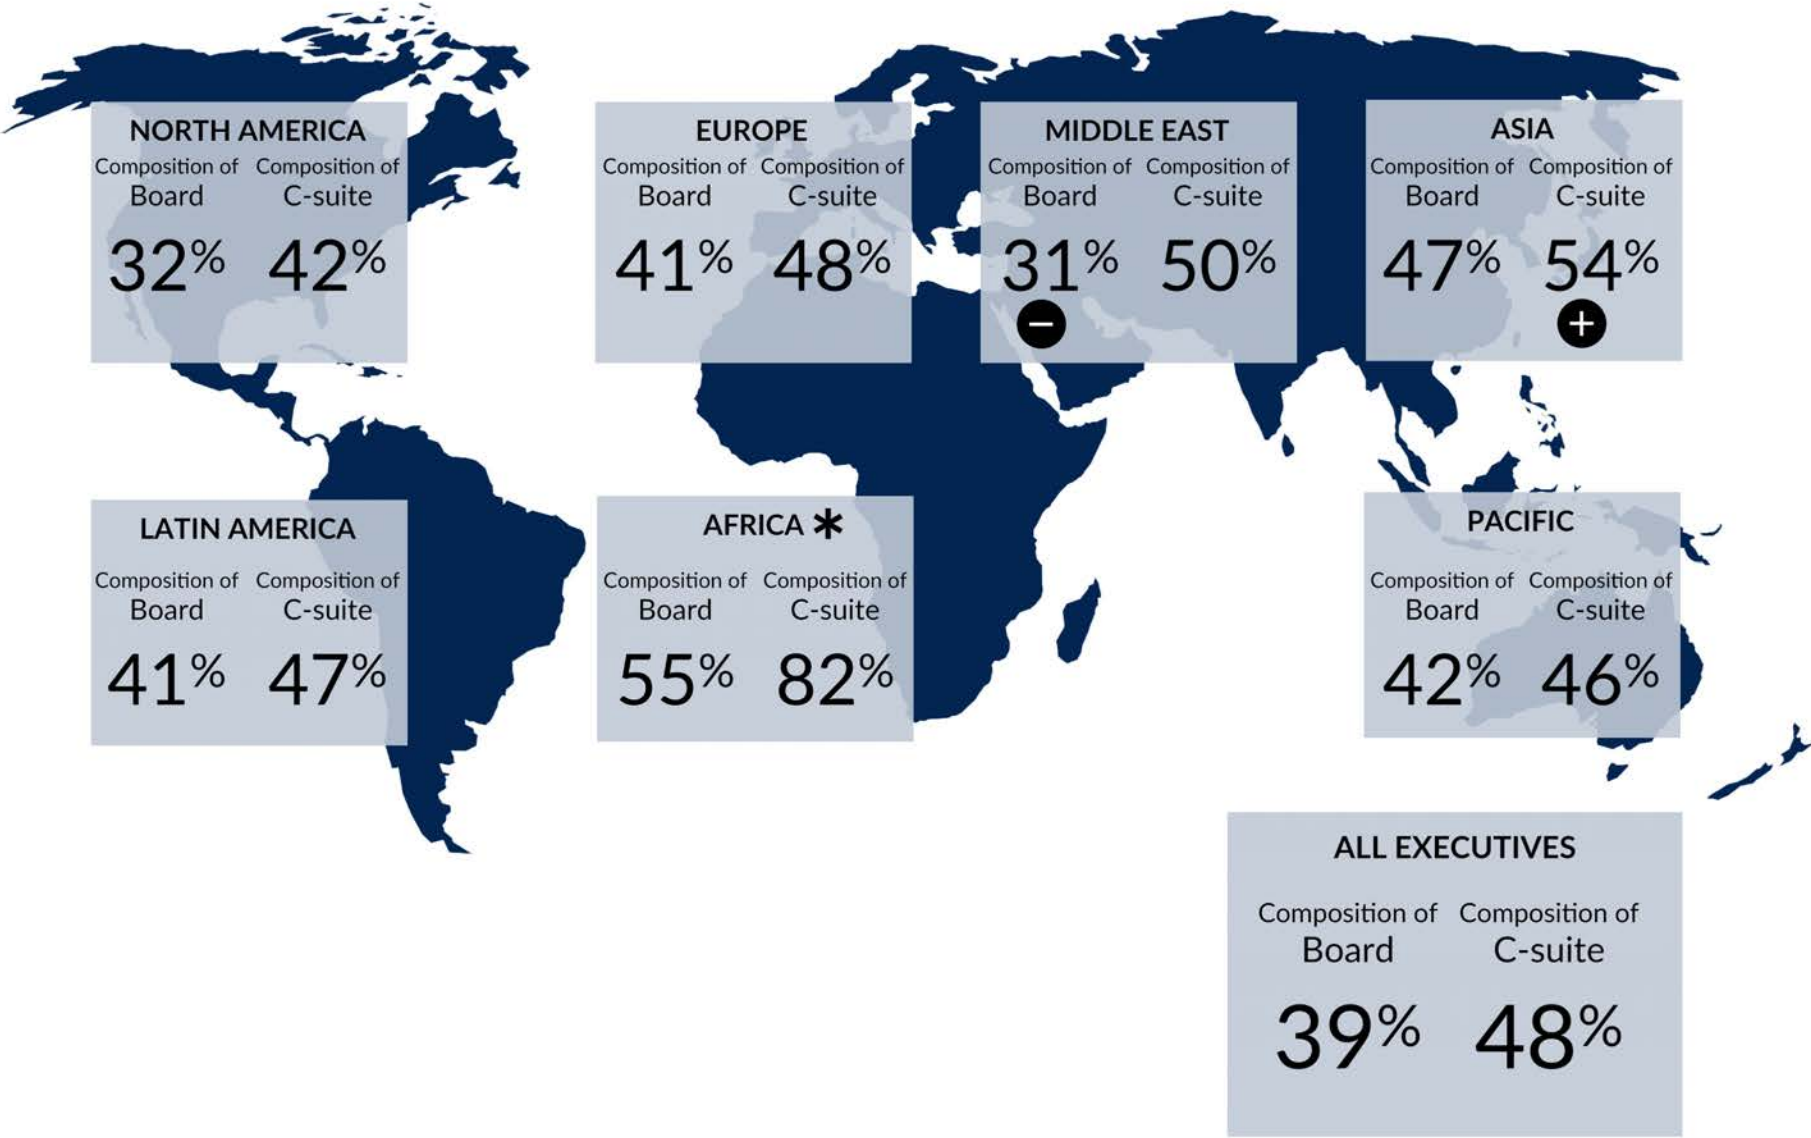 NORTH AMERICA
Composition of Composition of
Board C-suite
32% 42%
EUROPE
Composition of Composition of
Board C-suite
41% 48%
MIDDLE EAST
Composition of Composition of
Board C-suite
31% 50%
−
ASIA
Composition of Composition of
Board C-suite
47% 54%
+
LATIN AMERICA
Composition of Composition of
Board C-suite
41% 47%
AFRICA *
Composition of Composition of
Board C-suite
55% 82%
PACIFIC
Composition of Composition of
Board C-suite
42% 46%
ALL EXECUTIVES
Composition of Composition of
Board C-suite
39% 48%